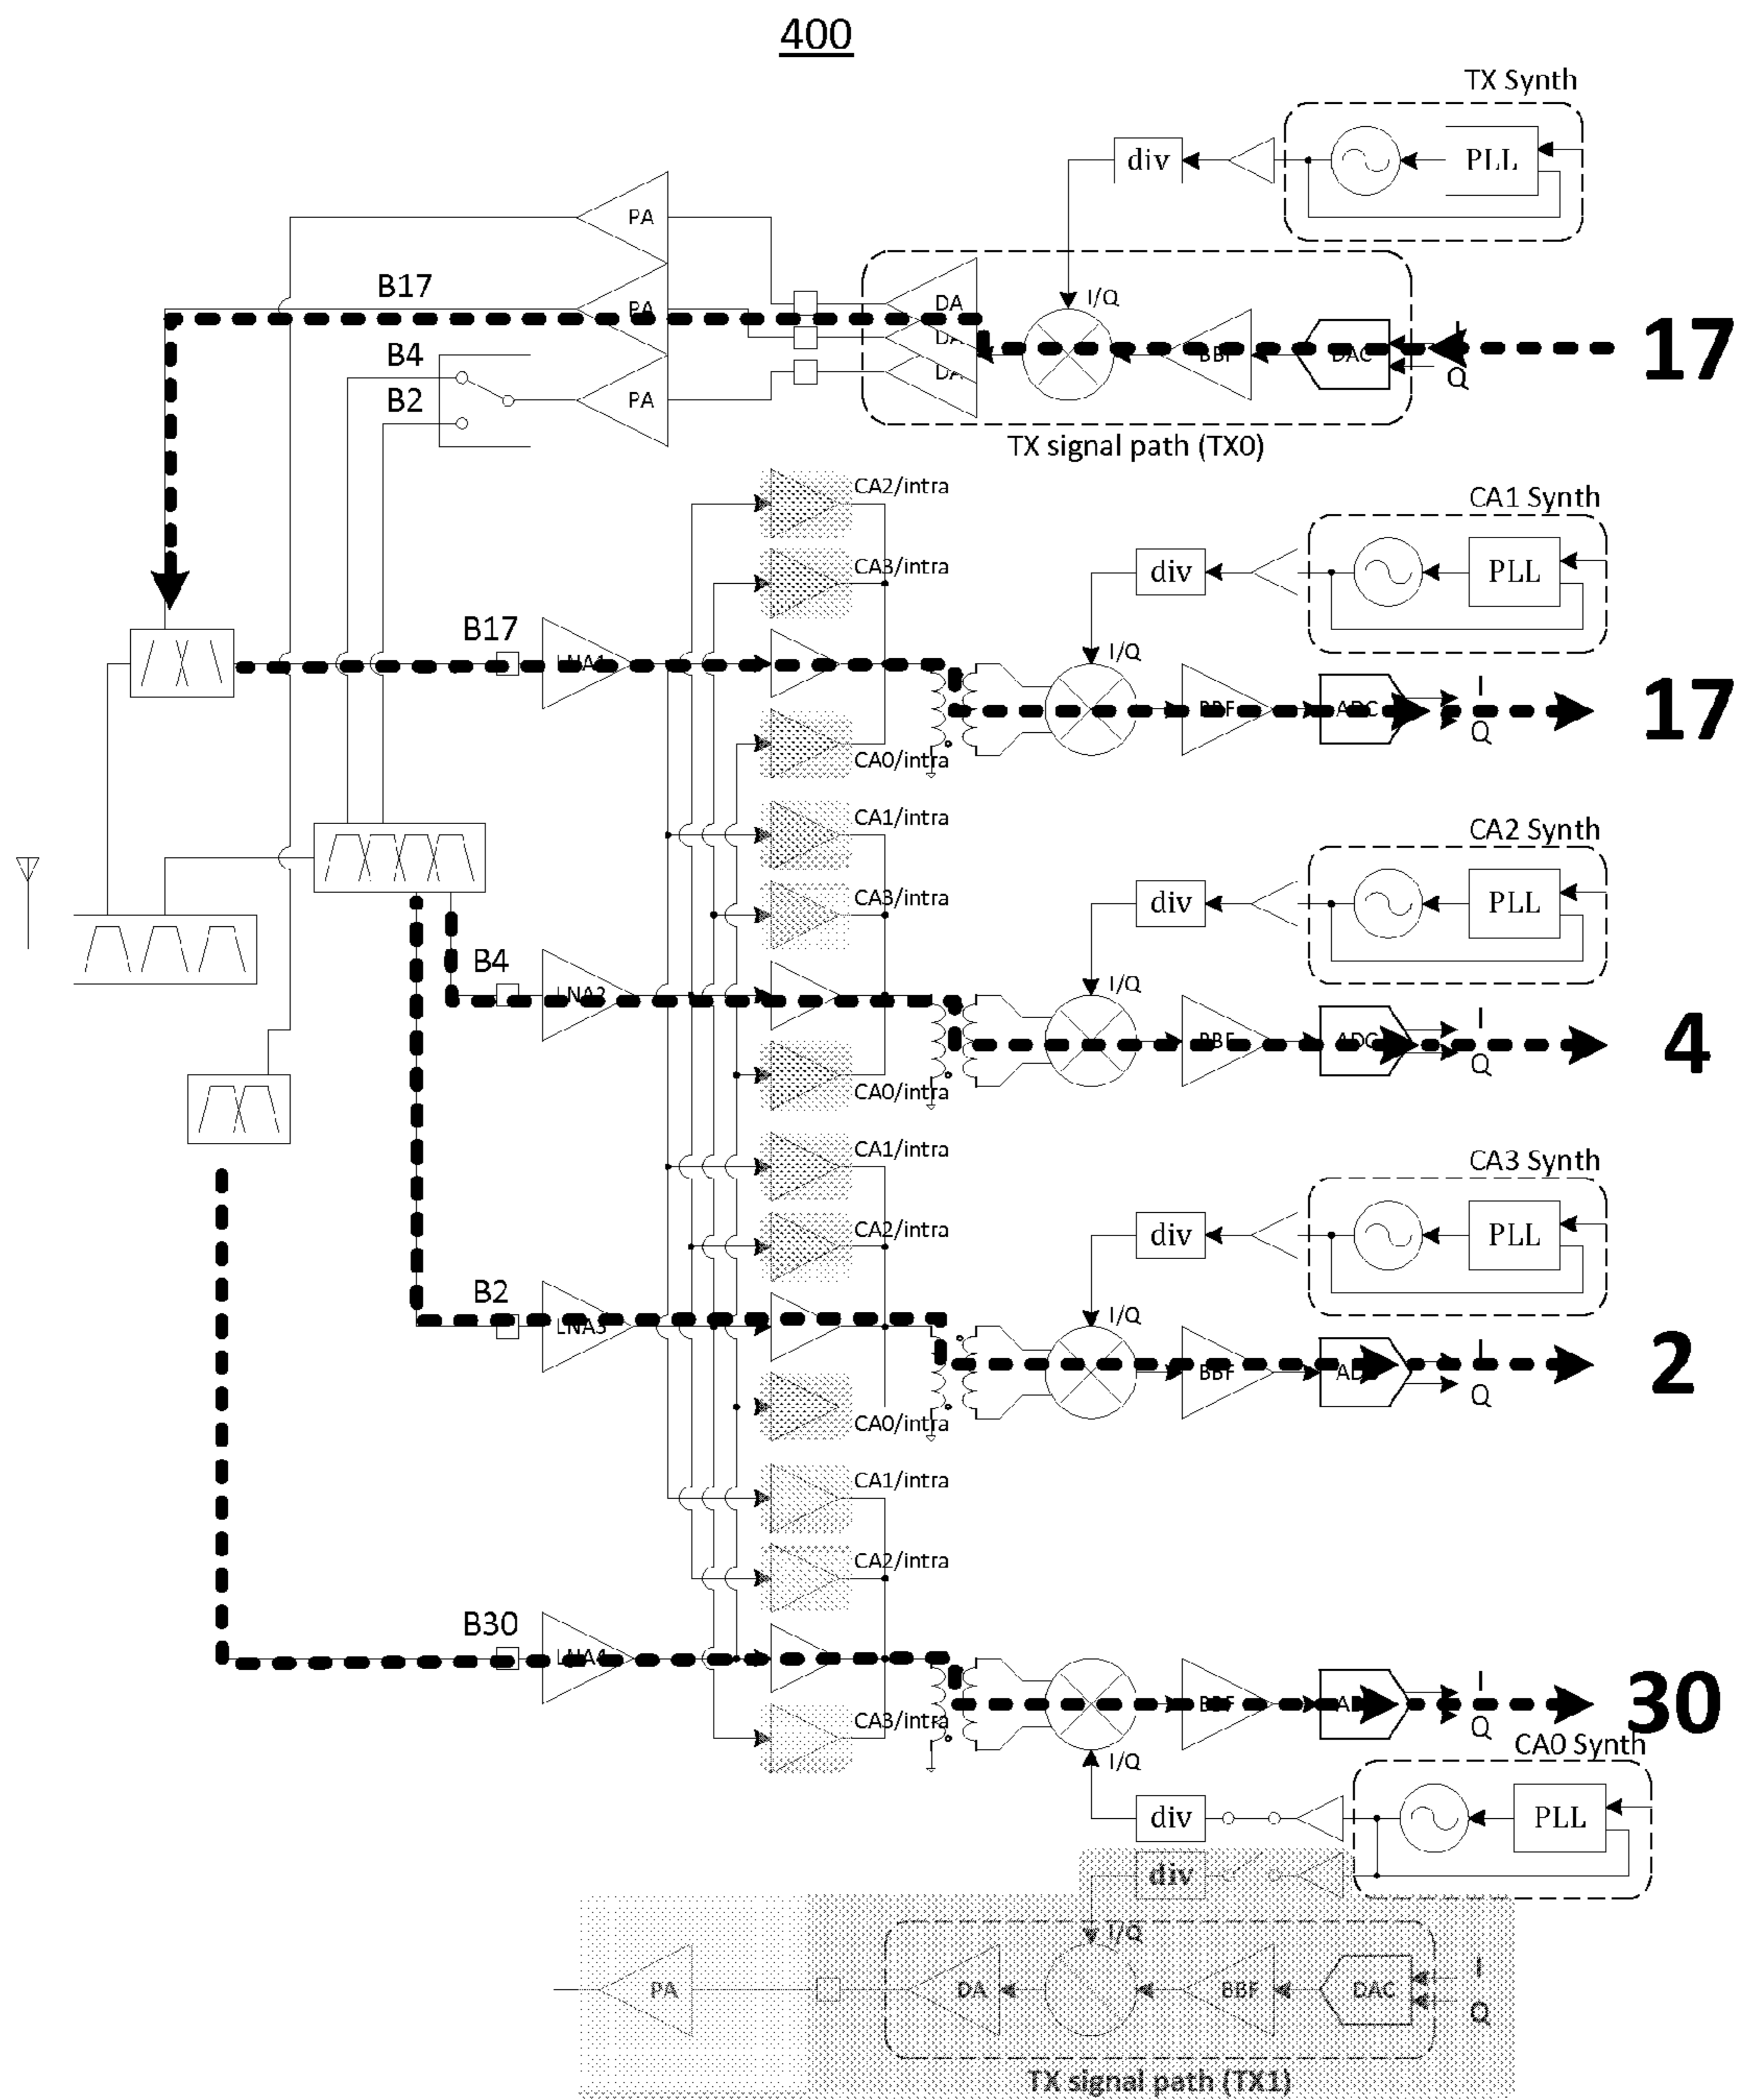 400
TX Synth
div
PLL
PA
I/Q
B17
PA
DA
DA
DA
BBF
DAC
I
Q
17
B4
B2
PA
TX signal path (TX0)
CA2/intra
CA1 Synth
CA3/intra
div
PLL
B17
LNA1
I/Q
BBF
ADC
I
Q
17
CA0/intra
CA1/intra
CA2 Synth
CA3/intra
div
PLL
B4
LNA2
I/Q
BBF
ADC
I
Q
4
CA0/intra
CA1/intra
CA3 Synth
CA2/intra
div
PLL
B2
LNA3
I/Q
BBF
ADC
I
Q
2
CA0/intra
CA1/intra
CA2/intra
B30
LNA4
BBF
ADC
I
Q
30
CA3/intra
CA0 Synth
I/Q
div
PLL
div
I/Q
PA
DA
BBF
DAC
I
Q
TX signal path (TX1)